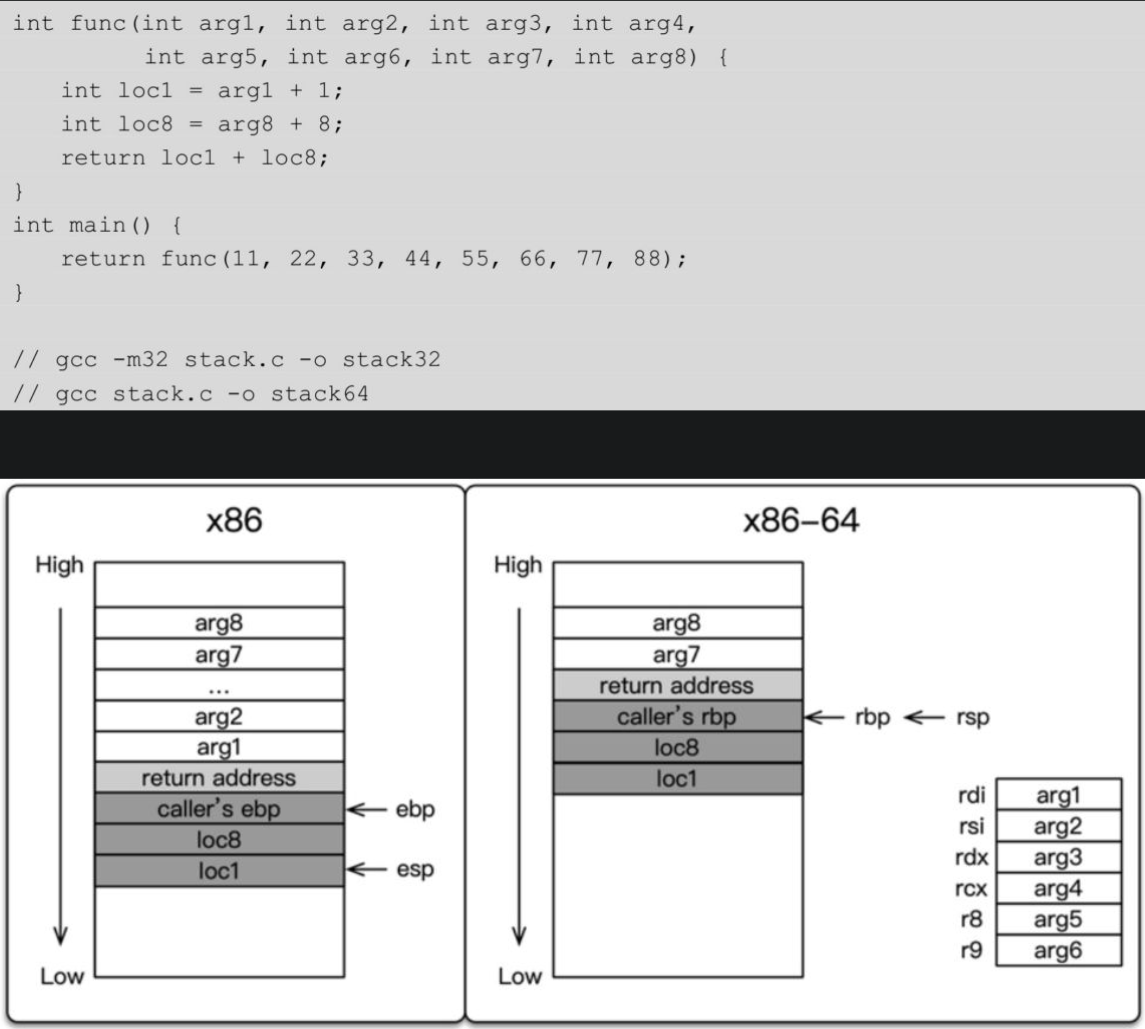 int func(int arg1, int arg2, int arg3, int arg4,
int arg5, int arg6, int arg7, int arg8) {
int loc1 = arg1 + 1;
int loc8 = arg8 + 8;
return loc1 + loc8;
}
int main() {
return func(11, 22, 33, 44, 55, 66, 77, 88);
}
// gcc -m32 stack.c -o stack32
// gcc stack.c -o stack64
x86
High
arg8
arg7
...
arg2
arg1
return address
caller's ebp
ebp
loc8
loc1
esp
Low
x86-64
High
arg8
arg7
return address
caller's rbp
rbp
rsp
loc8
loc1
Low
rdi arg1
rsi arg2
rdx arg3
rcx arg4
r8 arg5
r9 arg6